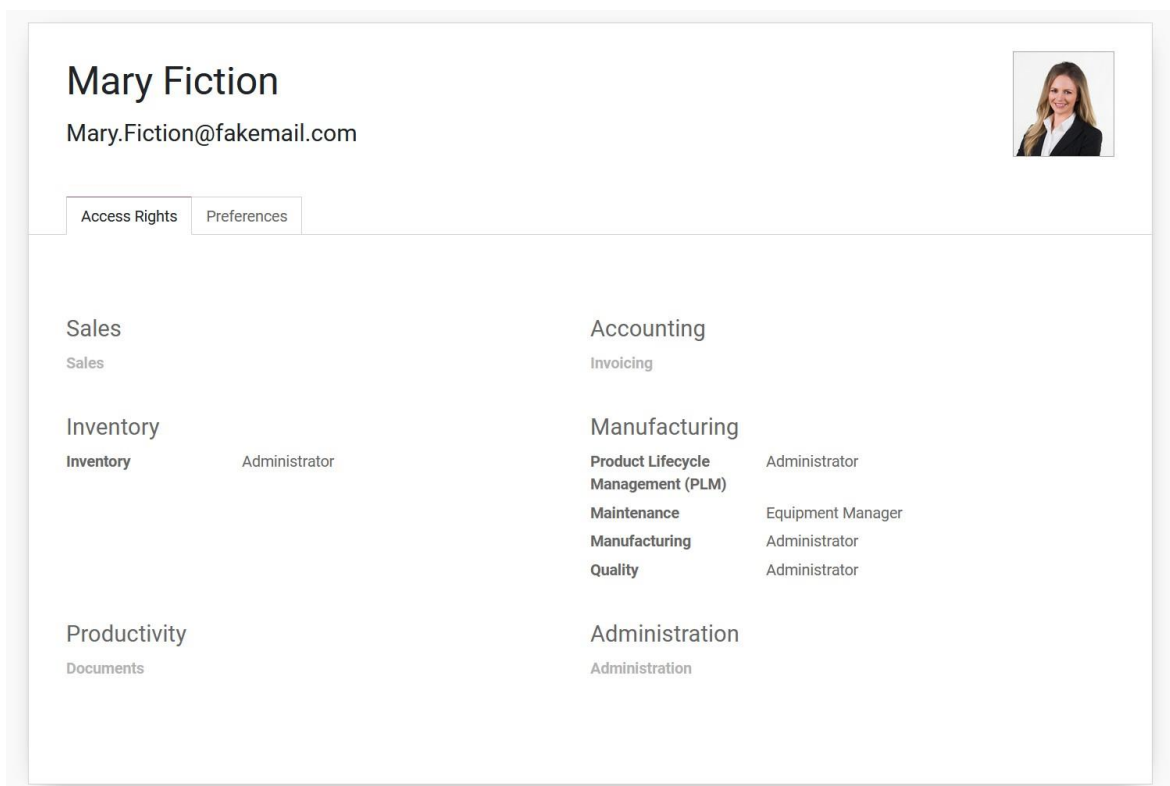 Mary Fiction
Mary.Fiction@fakemail.com
Access Rights Preferences
Sales
Sales
Accounting
Invoicing
Inventory
Inventory Administrator
Manufacturing
Product Lifecycle Administrator
Management (PLM)
Maintenance Equipment Manager
Manufacturing Administrator
Quality Administrator
Productivity
Documents
Administration
Administration